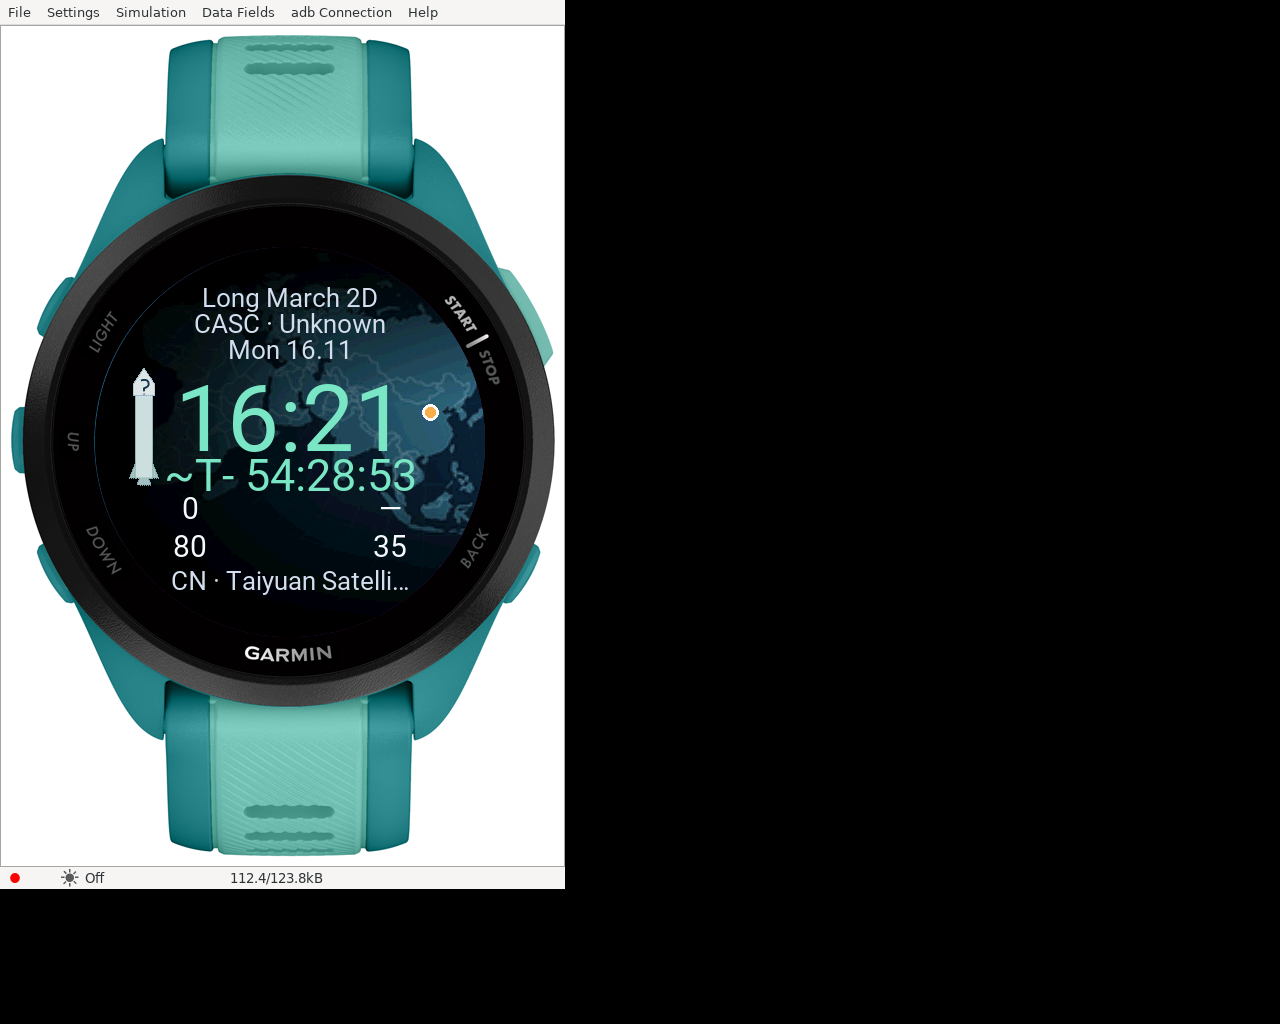 File Settings Simulation Data Fields adb Connection Help
Long March 2D
CASC · Unknown
Mon 16.11
?
16:21
~T- 54:28:53
0 —
80 35
CN · Taiyuan Satelli...
LIGHT
UP
DOWN
START
STOP
BACK
GARMIN
Off 112.4/123.8kB